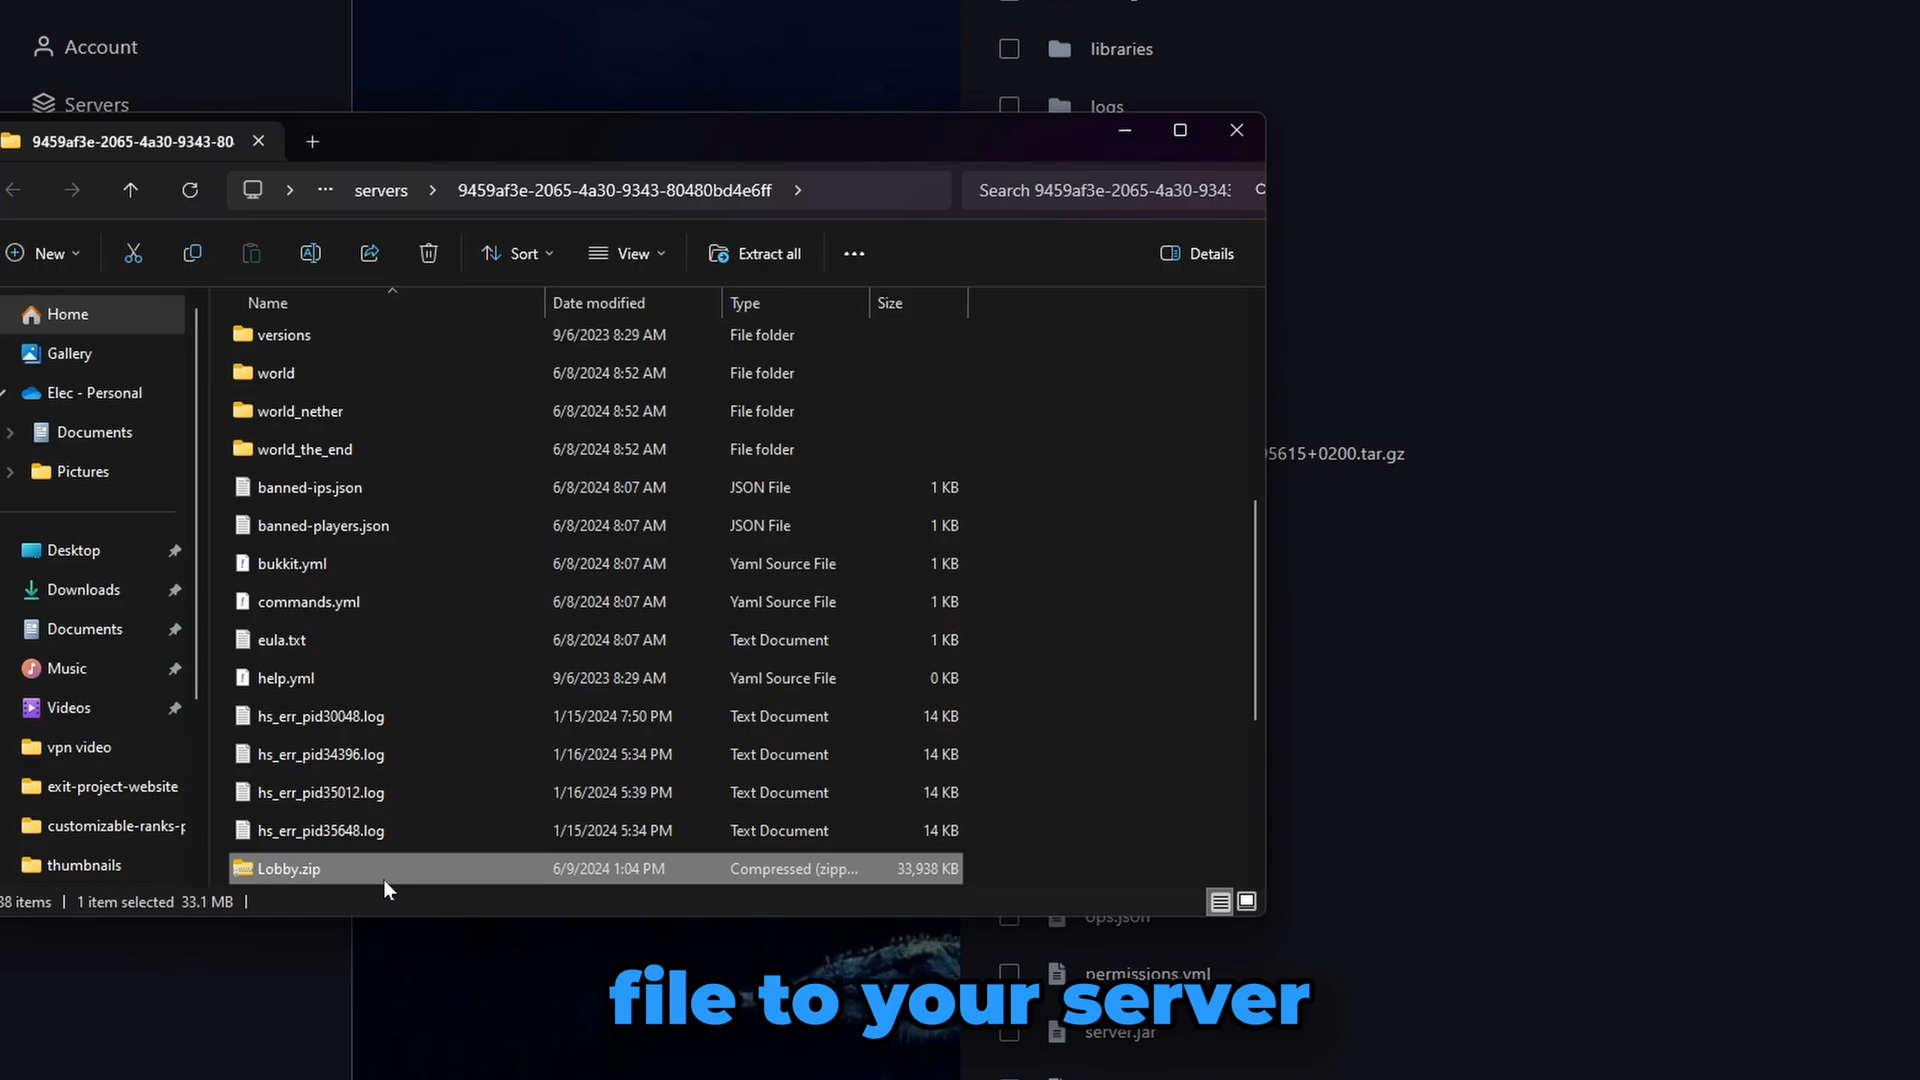 Account
Servers
libraries
logs
9459af3e-2065-4a30-9343-80
servers
9459af3e-2065-4a30-9343-80480bd4e6ff
Search 9459af3e-2065-4a30-934
New
Sort
View
Extract all
Details
Name Date modified Type Size
Home
Gallery
Elec - Personal
Documents
Pictures
Desktop
Downloads
Documents
Music
Videos
vpn video
exit-project-website
customizable-ranks-p
thumbnails
versions 9/6/2023 8:29 AM File folder
world 6/8/2024 8:52 AM File folder
world_nether 6/8/2024 8:52 AM File folder
world_the_end 6/8/2024 8:52 AM File folder
banned-ips.json 6/8/2024 8:07 AM JSON File 1 KB
banned-players.json 6/8/2024 8:07 AM JSON File 1 KB
bukkit.yml 6/8/2024 8:07 AM Yaml Source File 1 KB
commands.yml 6/8/2024 8:07 AM Yaml Source File 1 KB
eula.txt 6/8/2024 8:07 AM Text Document 1 KB
help.yml 9/6/2023 8:29 AM Yaml Source File 0 KB
hs_err_pid30048.log 1/15/2024 7:50 PM Text Document 14 KB
hs_err_pid34396.log 1/16/2024 5:34 PM Text Document 14 KB
hs_err_pid35012.log 1/16/2024 5:39 PM Text Document 14 KB
hs_err_pid35648.log 1/15/2024 5:34 PM Text Document 14 KB
Lobby.zip 6/9/2024 1:04 PM Compressed (zipp... 33,938 KB
38 items 1 item selected 33.1 MB
95615+0200.tar.gz
ops.json
permissions.yml
server.jar
file to your server